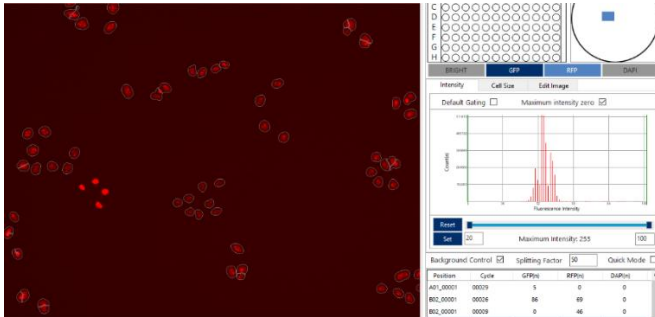 C
D
E
F
G
H
BRIGHT GFP RFP DAPI
Intensity Cell Size Edit Image
Default Gating Maximum intensity zero
Counts(s)
Fluorescence Intensity
Reset
Set 20 Maximum Intensity: 255 100
Background Control Splitting Factor 50 Quick Mode
Position Cycle GFP(n) RFP(n) DAPI(n)
A01_00001 00029 5 0 0
B02_00001 00026 86 69 0
B02_00001 00009 0 46 0